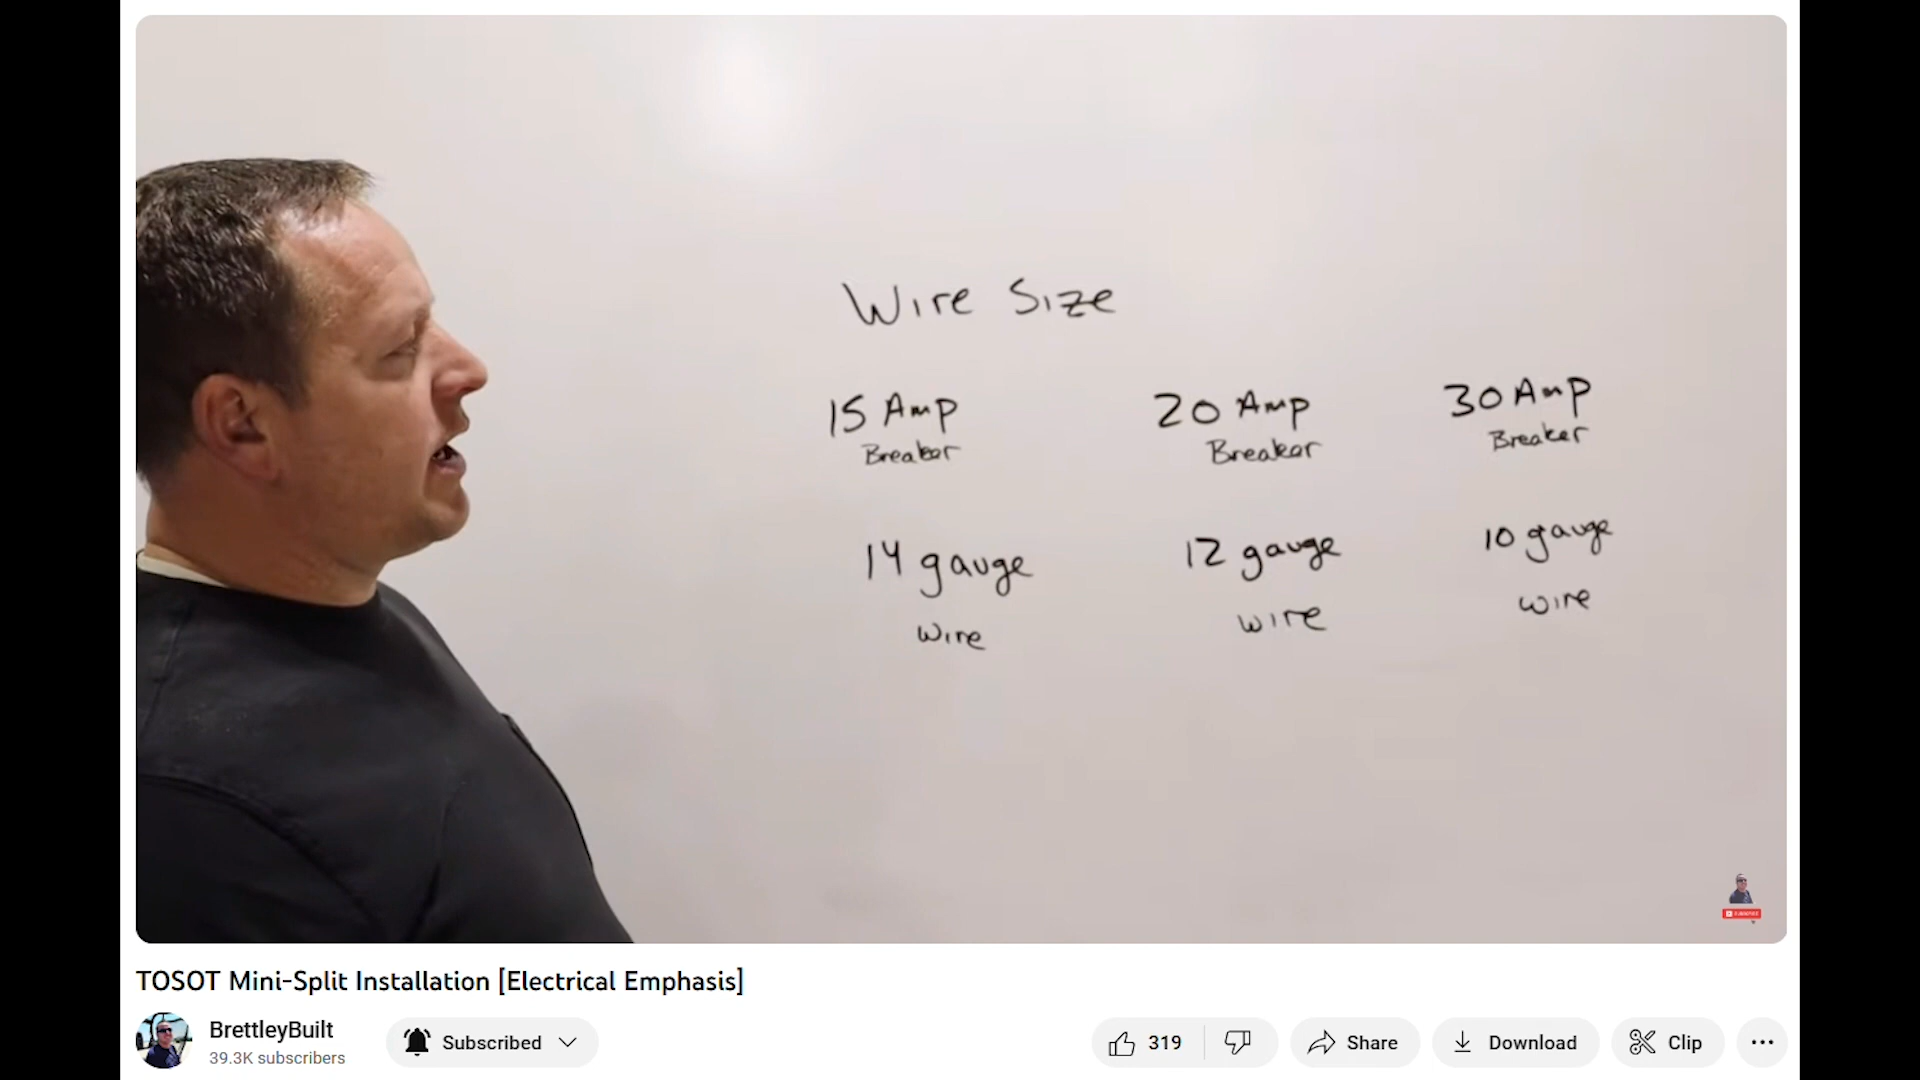 Wire Size
15 Amp
Breaker
20 Amp
Breaker
30 Amp
Breaker
14 gauge
wire
12 gauge
wire
10 gauge
wire
SUBSCRIBE
TOSOT Mini-Split Installation [Electrical Emphasis]
BrettleyBuilt
39.3K subscribers
Subscribed
319
Share
Download
Clip